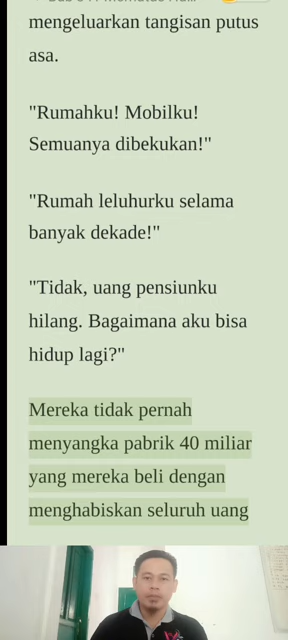 mengeluarkan tangisan putus
asa.
"Rumahku! Mobilku!
Semuanya dibekukan!"
"Rumah leluhurku selama
banyak dekade!"
"Tidak, uang pensiunku
hilang. Bagaimana aku bisa
hidup lagi?"
Mereka tidak pernah
menyangka pabrik 40 miliar
yang mereka beli dengan
menghabiskan seluruh uang